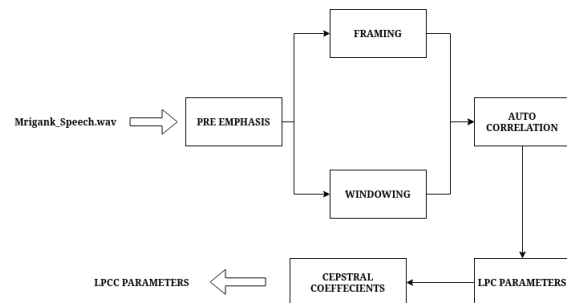 FRAMING
Mrigank_Speech.wav
PRE EMPHASIS
AUTO
CORRELATION
WINDOWING
LPCC PARAMETERS
CEPSTRAL
COEFFECIENTS
LPC PARAMETERS